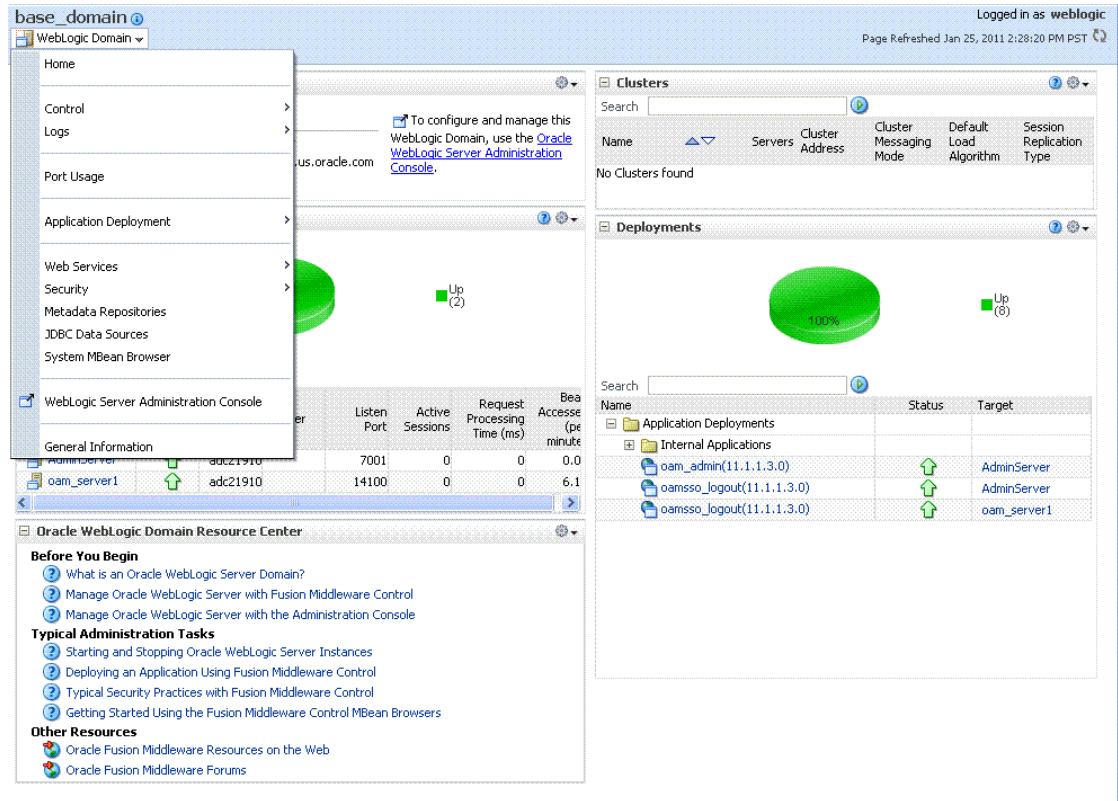 base_domain
Logged in as weblogic
WebLogic Domain
Page Refreshed Jan 25, 2011 2:28:20 PM PST
Home
Control
Logs
Port Usage
Application Deployment
Web Services
Security
Metadata Repositories
JDBC Data Sources
System MBean Browser
WebLogic Server Administration Console
General Information
To configure and manage this
WebLogic Domain, use the Oracle
WebLogic Server Administration
Console.
.us.oracle.com
Up
(2)
Listen Port
Active Sessions
Request Processing Time (ms)
AdminServer adc21910 7001 0 0 0.0
oam_server1 adc21910 14100 0 0 6.1
Clusters
Search
Name Servers Cluster Address Cluster Messaging Mode Default Load Algorithm Session Replication Type
No Clusters found
Deployments
100%
Up
(8)
Search
Name Status Target
Application Deployments
Internal Applications
oam_admin(11.1.1.3.0) AdminServer
oamsso_logout(11.1.1.3.0) AdminServer
oamsso_logout(11.1.1.3.0) oam_server1
Oracle WebLogic Domain Resource Center
Before You Begin
What is an Oracle WebLogic Server Domain?
Manage Oracle WebLogic Server with Fusion Middleware Control
Manage Oracle WebLogic Server with the Administration Console
Typical Administration Tasks
Starting and Stopping Oracle WebLogic Server Instances
Deploying an Application Using Fusion Middleware Control
Typical Security Practices with Fusion Middleware Control
Getting Started Using the Fusion Middleware Control MBean Browsers
Other Resources
Oracle Fusion Middleware Resources on the Web
Oracle Fusion Middleware Forums